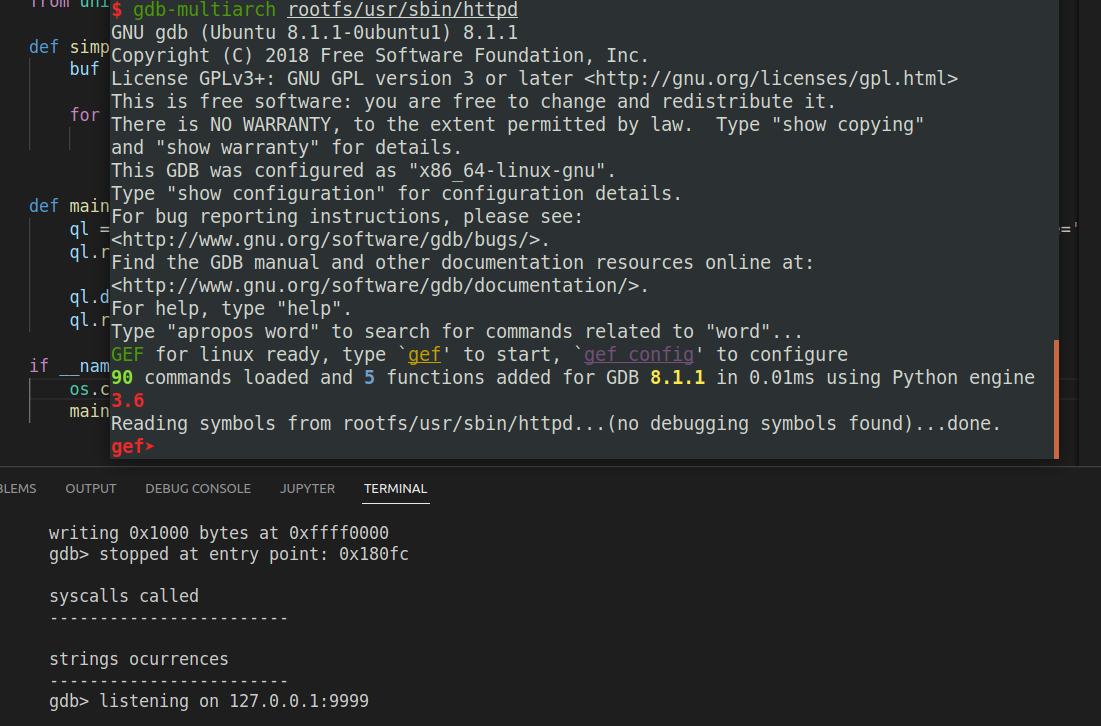 from uni
def simp
buf
for
def main
ql =
ql.r
ql.d
ql.r
if __nam
os.c
main
='
$ gdb-multiarch rootfs/usr/sbin/httpd
GNU gdb (Ubuntu 8.1.1-0ubuntu1) 8.1.1
Copyright (C) 2018 Free Software Foundation, Inc.
License GPLv3+: GNU GPL version 3 or later <http://gnu.org/licenses/gpl.html>
This is free software: you are free to change and redistribute it.
There is NO WARRANTY, to the extent permitted by law.  Type "show copying"
and "show warranty" for details.
This GDB was configured as "x86_64-linux-gnu".
Type "show configuration" for configuration details.
For bug reporting instructions, please see:
<http://www.gnu.org/software/gdb/bugs/>.
Find the GDB manual and other documentation resources online at:
<http://www.gnu.org/software/gdb/documentation/>.
For help, type "help".
Type "apropos word" to search for commands related to "word"...
GEF for linux ready, type `gef' to start, `gef config' to configure
90 commands loaded and 5 functions added for GDB 8.1.1 in 0.01ms using Python engine
3.6
Reading symbols from rootfs/usr/sbin/httpd...(no debugging symbols found)...done.
gef➤
BLEMS OUTPUT DEBUG CONSOLE JUPYTER TERMINAL
writing 0x1000 bytes at 0xffff0000
gdb> stopped at entry point: 0x180fc
syscalls called
------------------------
strings ocurrences
------------------------
gdb> listening on 127.0.0.1:9999